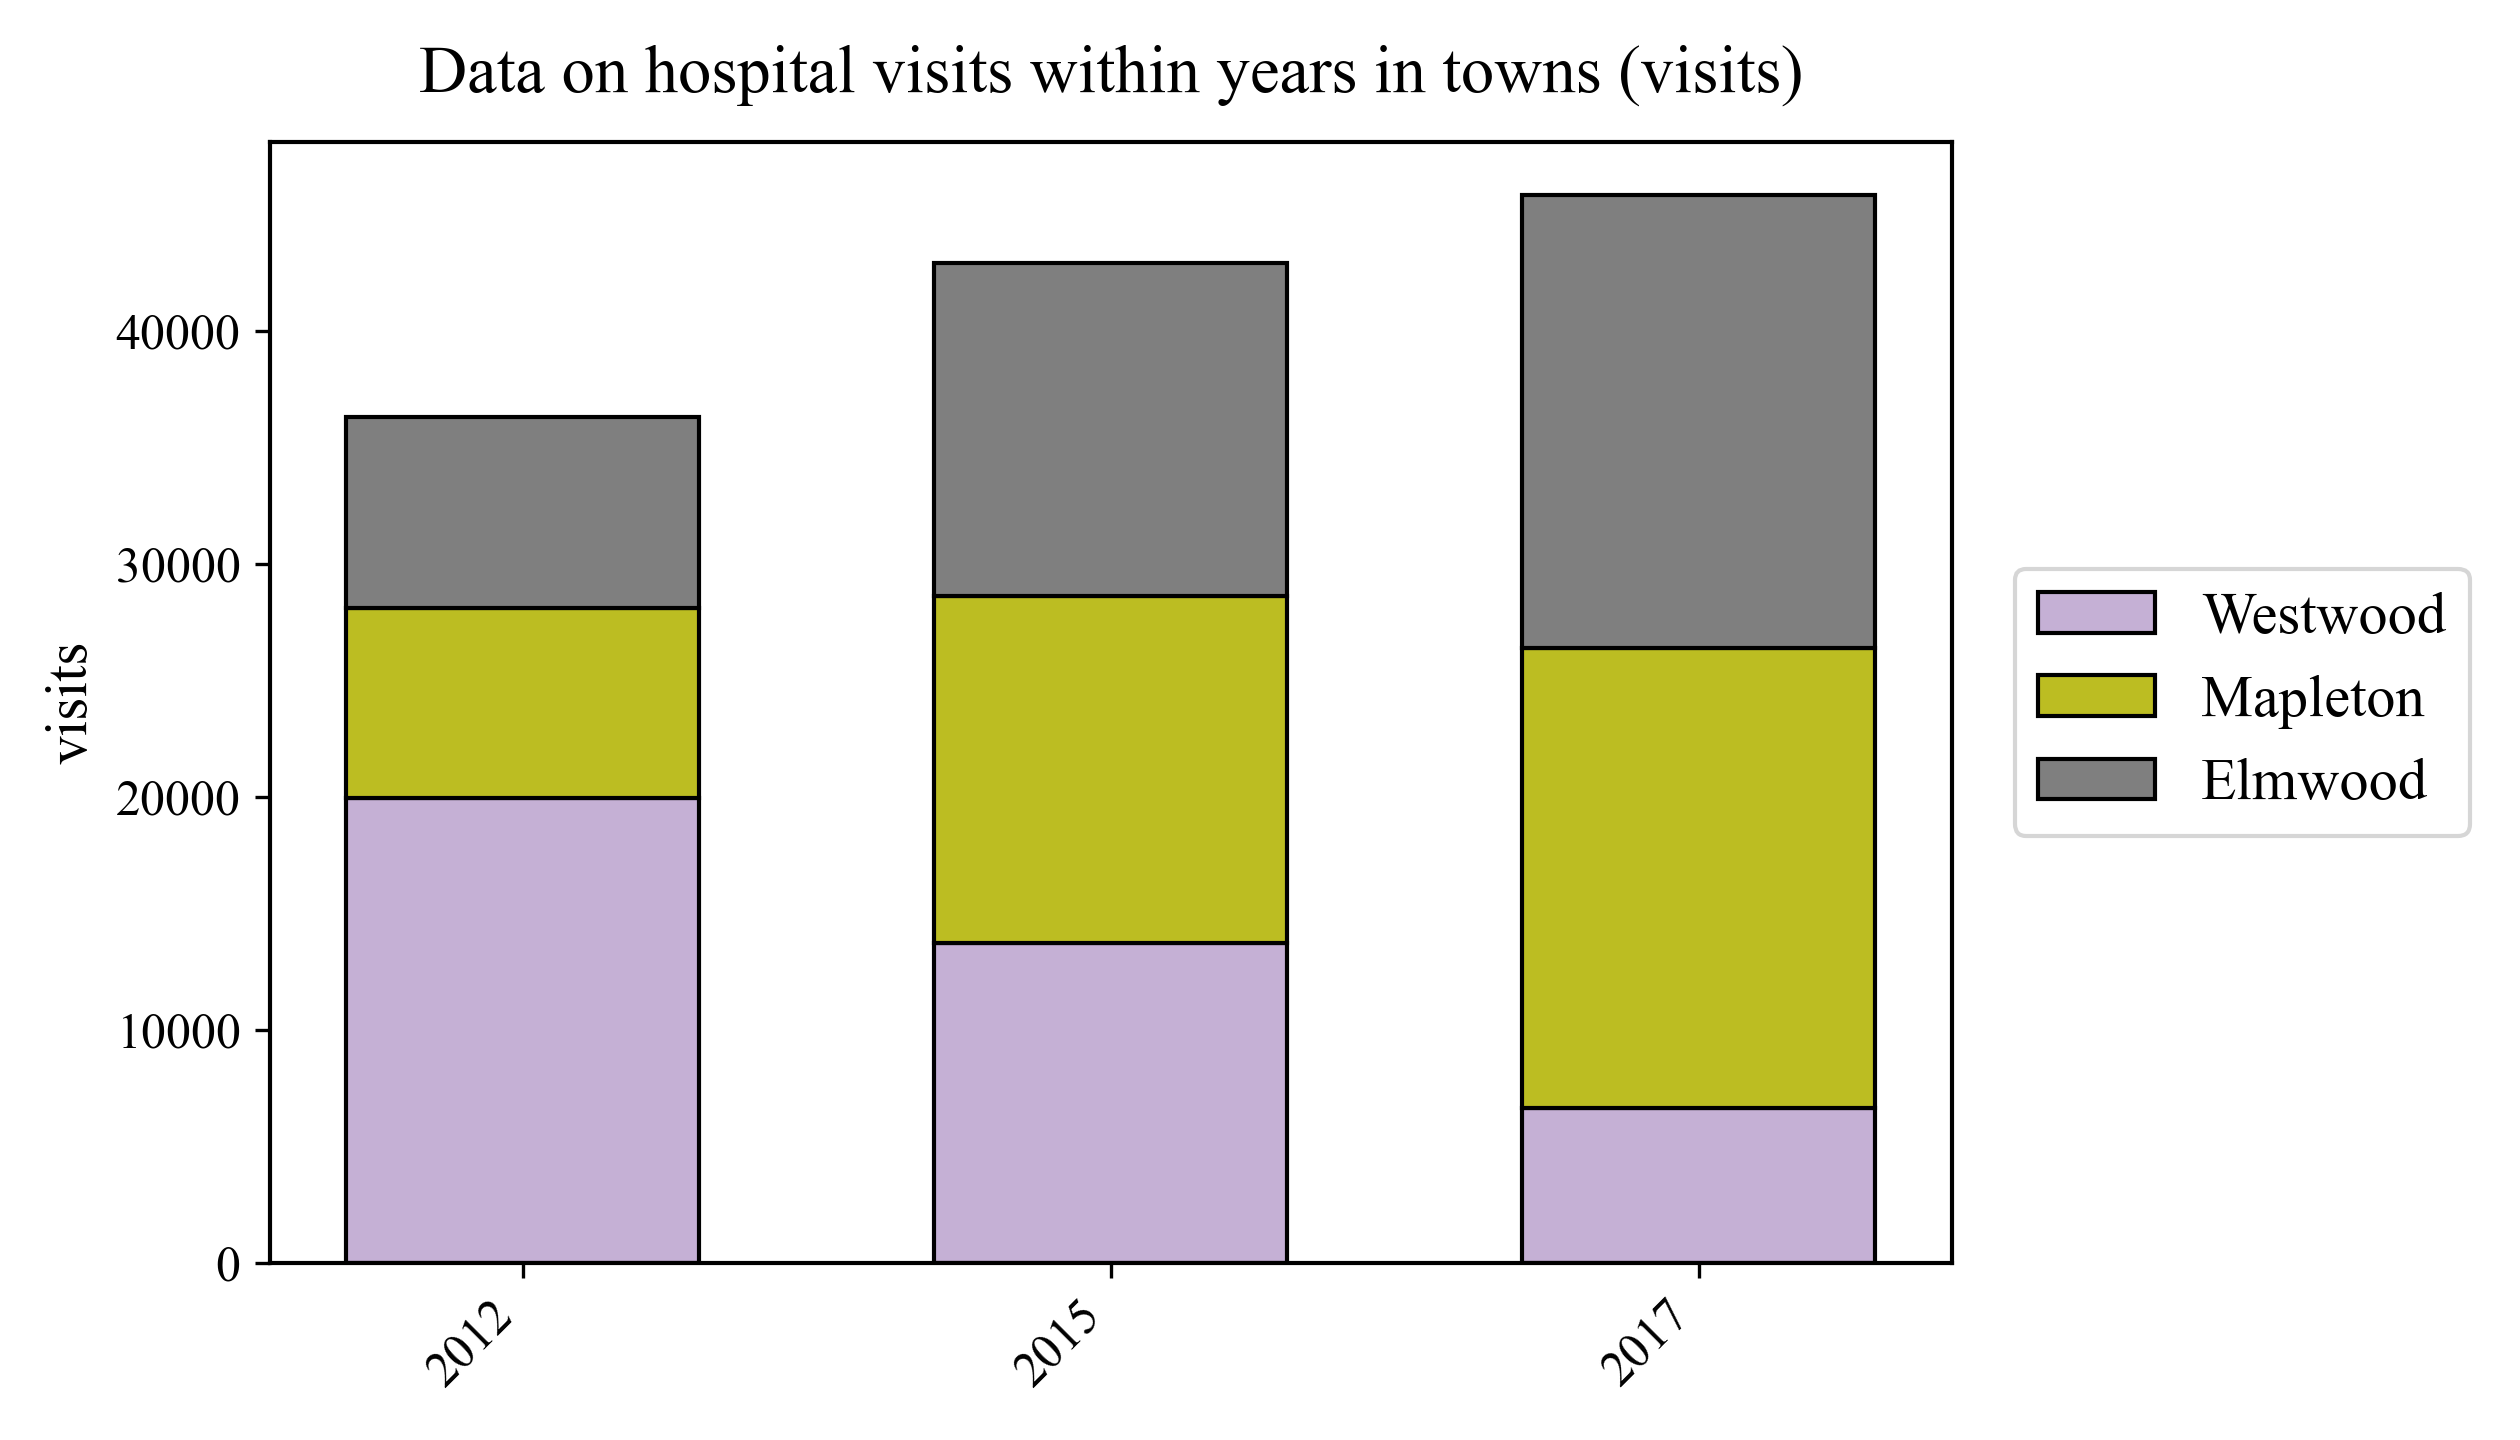 Data on hospital visits within years in towns (visits)
visits
40000
30000
20000
10000
0
2012
2015
2017
Westwood
Mapleton
Elmwood